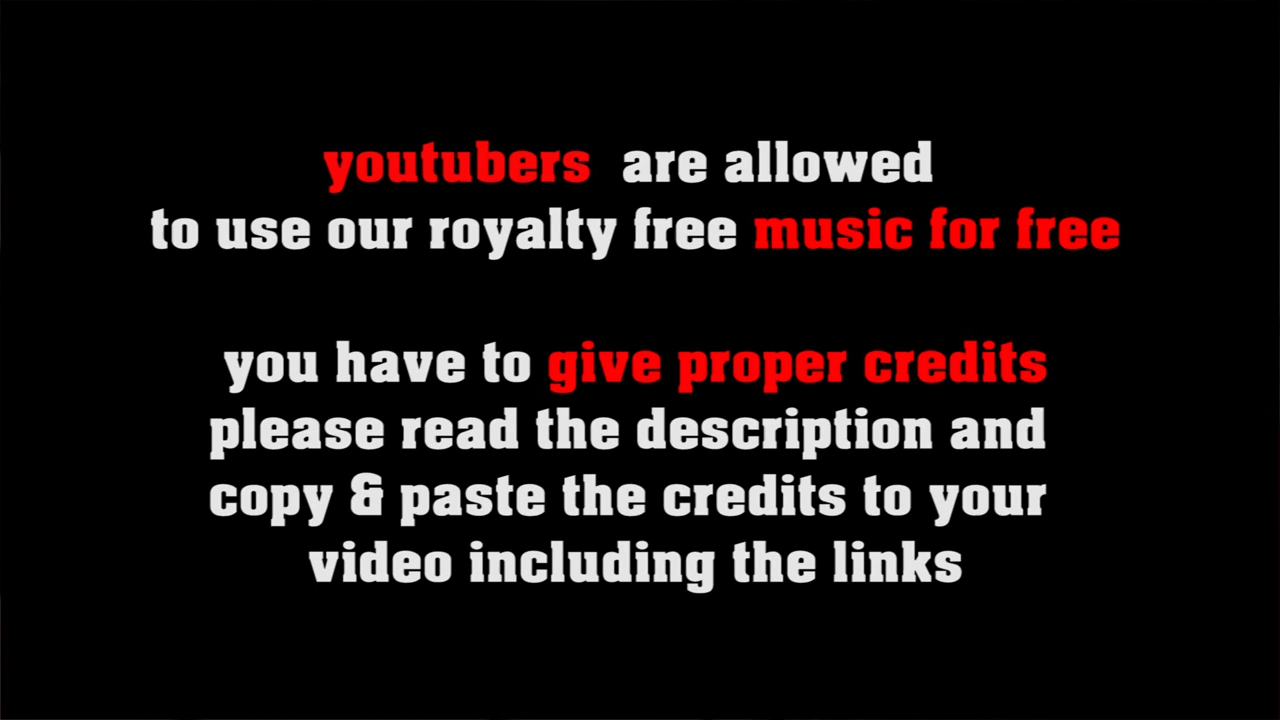 youtubers are allowed
to use our royalty free music for free
you have to give proper credits
please read the description and
copy & paste the credits to your
video including the links